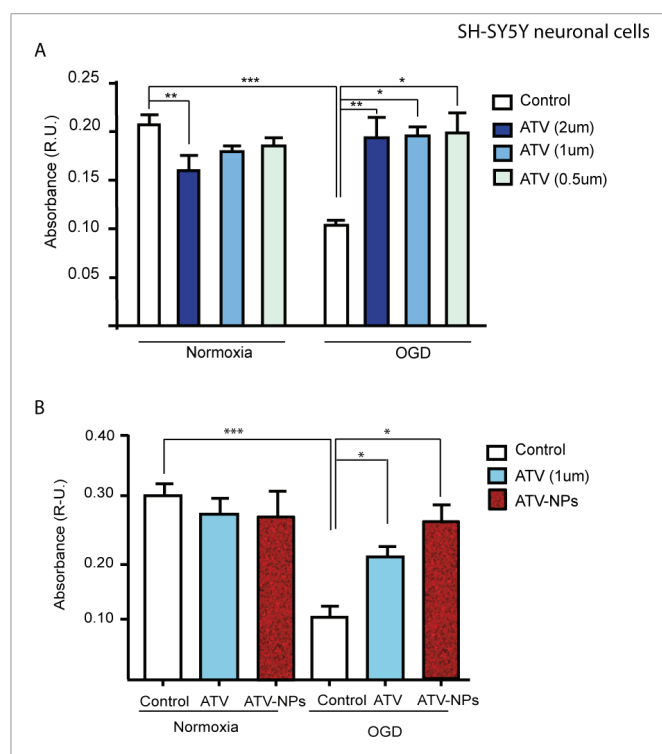 SH-SY5Y neuronal cells
A
Absorbance (R.U.)
0.25
0.20
0.15
0.10
0.05
***
**
*
*
**
Control
ATV (2um)
ATV (1um)
ATV (0.5um)
Normoxia
OGD
B
Absorbance (R-U.)
0.40
0.30
0.20
0.10
***
*
*
Control
ATV (1um)
ATV-NPs
Control ATV ATV-NPs Control ATV ATV-NPs
Normoxia
OGD